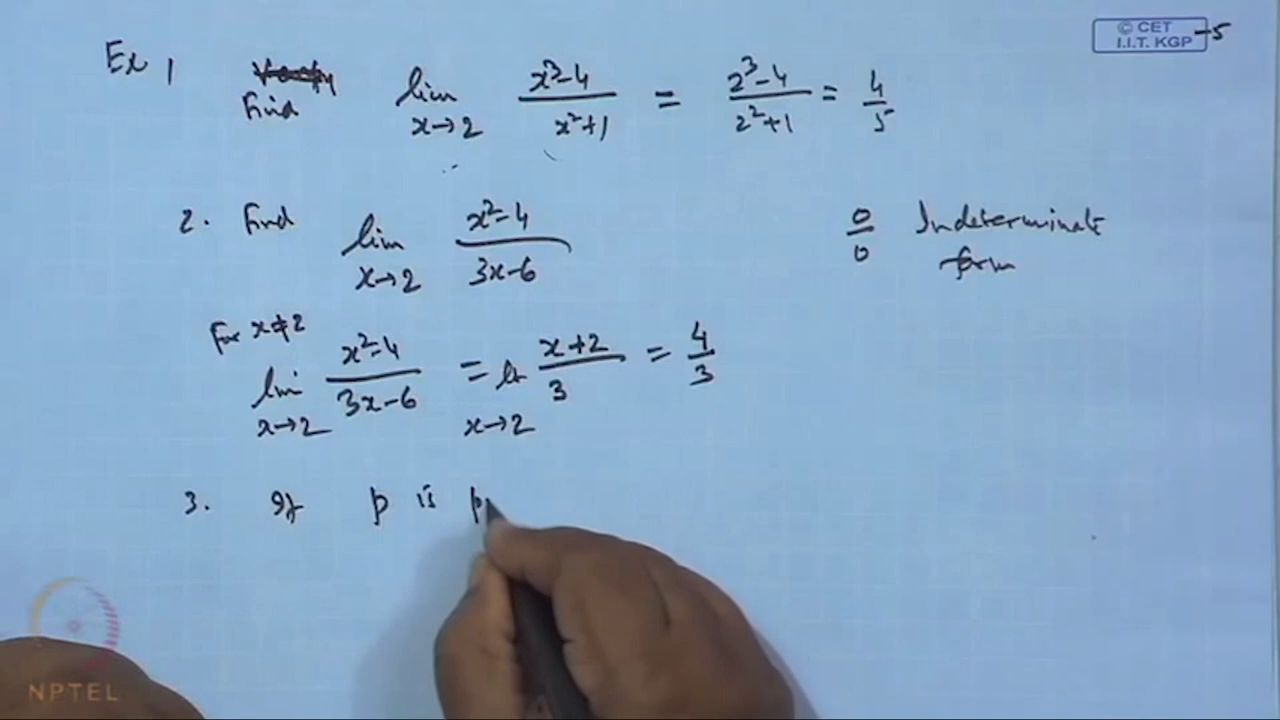 © CET
I.I.T. KGP -5
Ex 1 Find lim x→2 x³-4 / x²+1 = 2³-4 / 2²+1 = 4/5
2. Find lim x→2 x²-4 / 3x-6 0/0 Indeterminate form
For x≠2
lim x→2 x²-4 / 3x-6 = lt x→2 x+2 / 3 = 4/3
3. If p is p
NPTEL